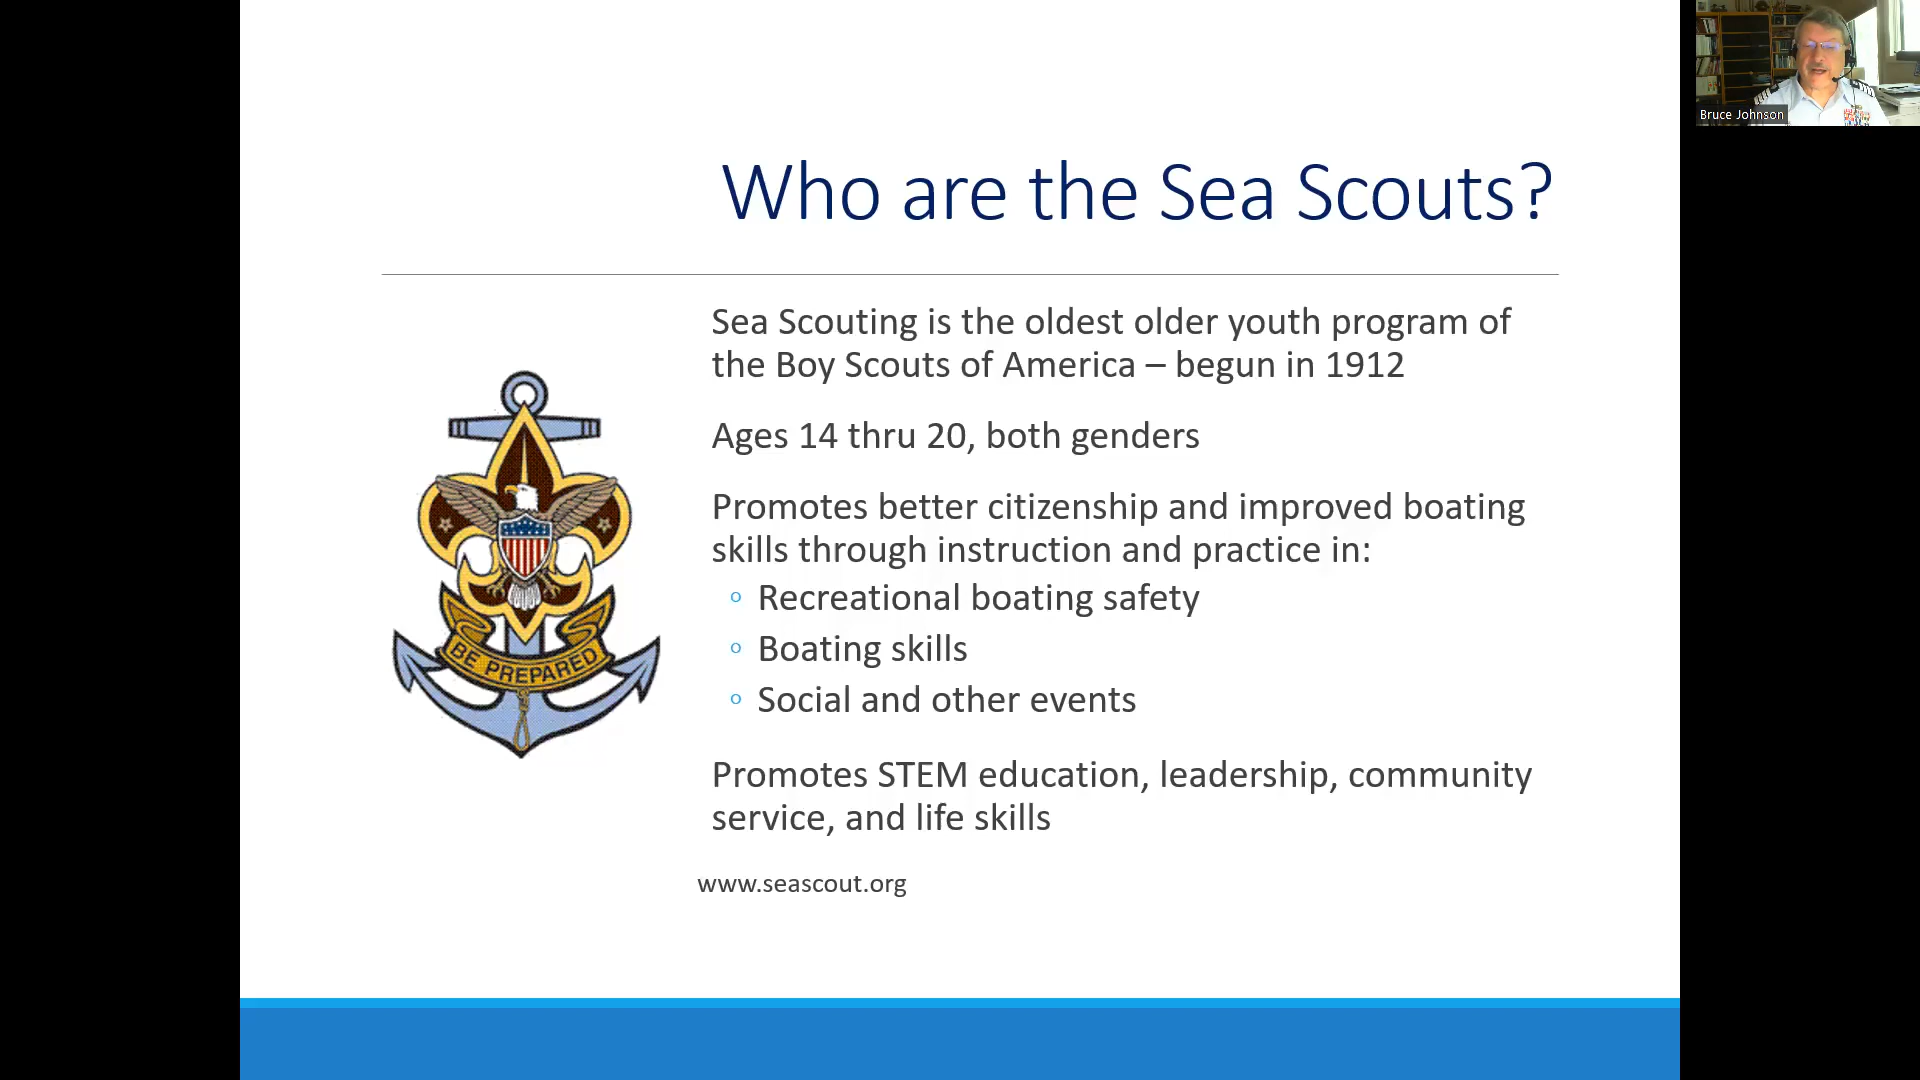 Who are the Sea Scouts?
Sea Scouting is the oldest older youth program of
the Boy Scouts of America – begun in 1912
Ages 14 thru 20, both genders
Promotes better citizenship and improved boating
skills through instruction and practice in:
Recreational boating safety
Boating skills
Social and other events
Promotes STEM education, leadership, community
service, and life skills
www.seascout.org
BE PREPARED
Bruce Johnson